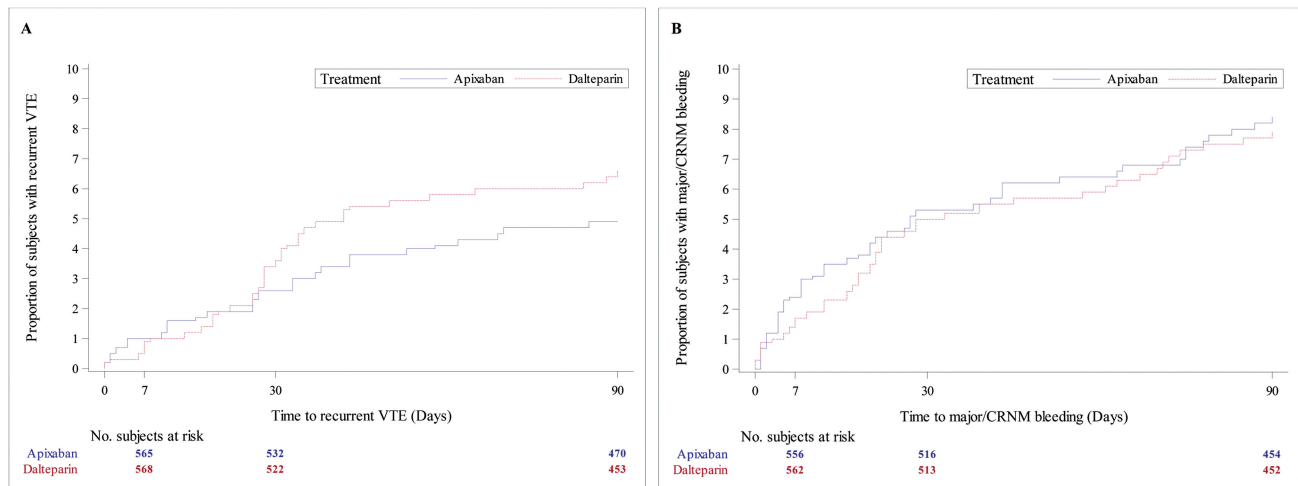 A
Proportion of subjects with recurrent VTE
10
9
8
7
6
5
4
3
2
1
0
Treatment Apixaban Dalteparin
0 7 30 90
Time to recurrent VTE (Days)
No. subjects at risk
Apixaban 565 532 470
Dalteparin 568 522 453
B
Proportion of subjects with major/CRNM bleeding
10
9
8
7
6
5
4
3
2
1
0
Treatment Apixaban Dalteparin
0 7 30 90
Time to major/CRNM bleeding (Days)
No. subjects at risk
Apixaban 556 516 454
Dalteparin 562 513 452